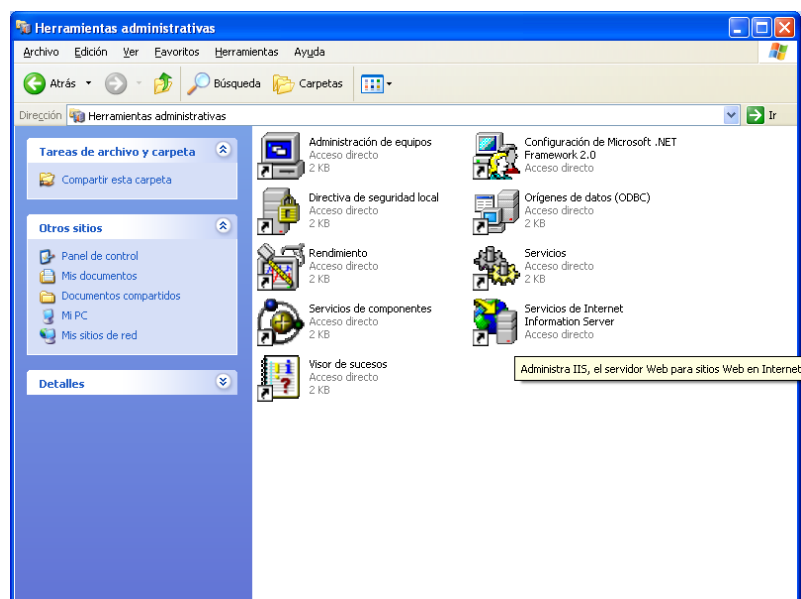 Herramientas administrativas
Archivo Edición Ver Favoritos Herramientas Ayuda
Atrás Búsqueda Carpetas
Dirección Herramientas administrativas Ir
Tareas de archivo y carpeta
Compartir esta carpeta
Otros sitios
Panel de control
Mis documentos
Documentos compartidos
Mi PC
Mis sitios de red
Detalles
Administración de equipos
Acceso directo
2 KB
Configuración de Microsoft .NET
Framework 2.0
Acceso directo
Directiva de seguridad local
Acceso directo
2 KB
Orígenes de datos (ODBC)
Acceso directo
2 KB
Rendimiento
Acceso directo
2 KB
Servicios
Acceso directo
2 KB
Servicios de componentes
Acceso directo
2 KB
Servicios de Internet
Information Server
Acceso directo
Visor de sucesos
Acceso directo
2 KB
Administra IIS, el servidor Web para sitios Web en Internet